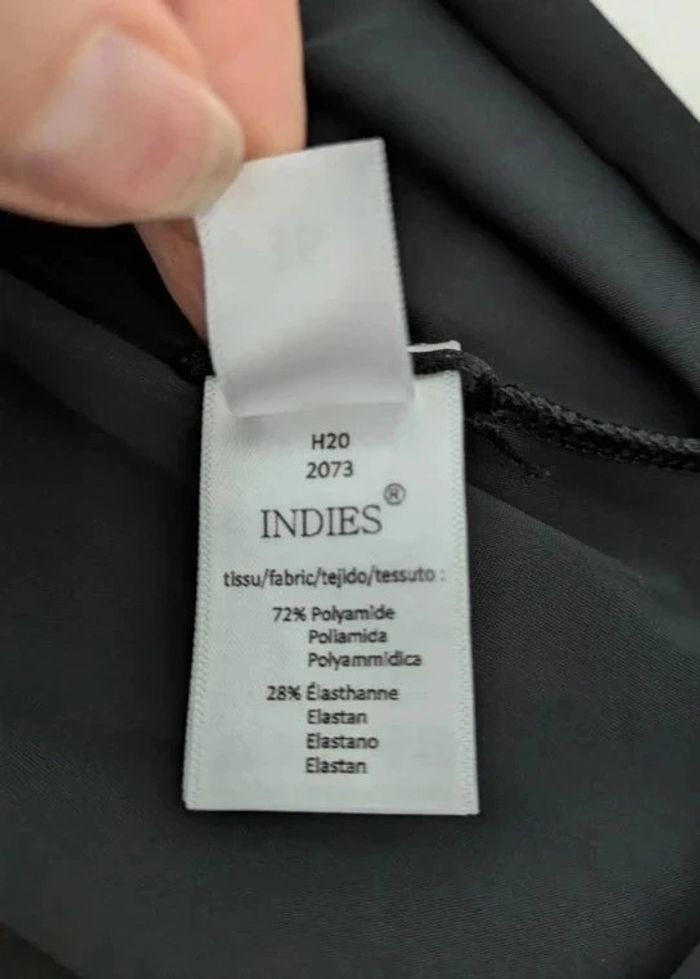 H20
2073
INDIES®
tissu/fabric/tejido/tessuto :
72% Polyamide
Poliamida
Polyammidica
28% Élasthanne
Elastan
Elastano
Elastan